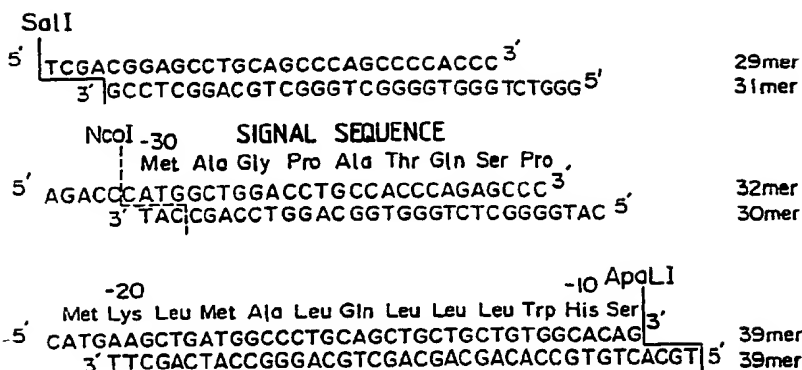 SalI
5' TCGACGGAGCCTGCAGCCCAGCCCCACCC 3' 29mer
3' GCCTCGGACGTCGGGTCGGGGTGGGTCTGGG 5' 31mer
NcoI -30 SIGNAL SEQUENCE
Met Ala Gly Pro Ala Thr Gln Ser Pro
5' AGACCCATGGCTGGACCTGCCACCCAGAGCCC 3' 32mer
3' TACCGACCTGGACGGTGGGTCTCGGGGTAC 5' 30mer
-20 -10 ApaLI
Met Lys Leu Met Ala Leu Gln Leu Leu Leu Trp His Ser
5' CATGAAGCTGATGGCCCTGCAGCTGCTGCTGTGGCACAG 3' 39mer
3' TTCGACTACCGGGACGTCGACGACGACACCGTGTCACGT 5' 39mer